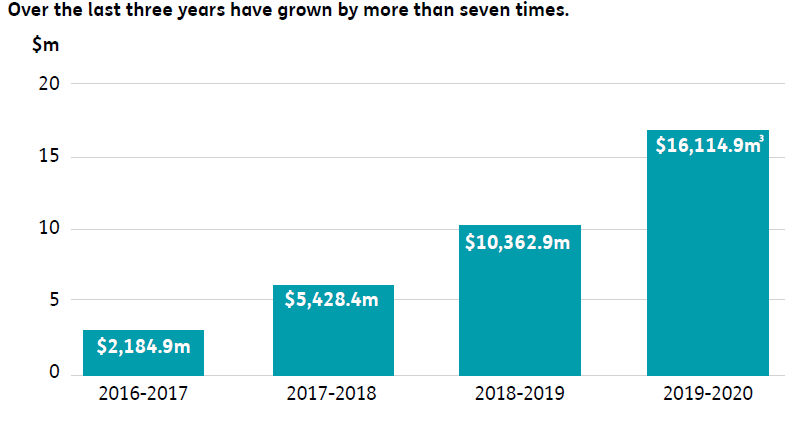 Over the last three years have grown by more than seven times.
$m
20
15
10
5
0
$2,184.9m
$5,428.4m
$10,362.9m
$16,114.9m³
2016-2017
2017-2018
2018-2019
2019-2020